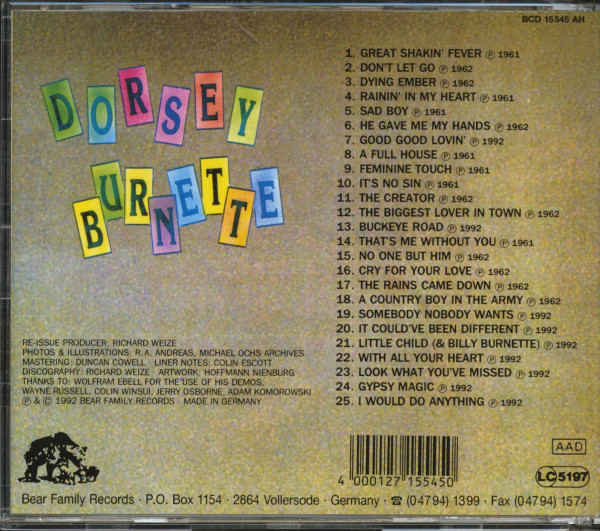 BCD 15545 AH
DORSEY
BURNETTE
1. GREAT SHAKIN' FEVER ℗ 1961
2. DON'T LET GO ℗ 1962
3. DYING EMBER ℗ 1962
4. RAININ' IN MY HEART ℗ 1961
5. SAD BOY ℗ 1961
6. HE GAVE ME MY HANDS ℗ 1962
7. GOOD GOOD LOVIN' ℗ 1992
8. A FULL HOUSE ℗ 1961
9. FEMININE TOUCH ℗ 1961
10. IT'S NO SIN ℗ 1961
11. THE CREATOR ℗ 1962
12. THE BIGGEST LOVER IN TOWN ℗ 1962
13. BUCKEYE ROAD ℗ 1992
14. THAT'S ME WITHOUT YOU ℗ 1961
15. NO ONE BUT HIM ℗ 1962
16. CRY FOR YOUR LOVE ℗ 1962
17. THE RAINS CAME DOWN ℗ 1962
18. A COUNTRY BOY IN THE ARMY ℗ 1962
19. SOMEBODY NOBODY WANTS ℗ 1992
20. IT COULD'VE BEEN DIFFERENT ℗ 1992
21. LITTLE CHILD (& BILLY BURNETTE) ℗ 1992
22. WITH ALL YOUR HEART ℗ 1992
23. LOOK WHAT YOU'VE MISSED ℗ 1992
24. GYPSY MAGIC ℗ 1992
25. I WOULD DO ANYTHING ℗ 1992
RE-ISSUE PRODUCER: RICHARD WEIZE
PHOTOS & ILLUSTRATIONS: R. A. ANDREAS, MICHAEL OCHS ARCHIVES
MASTERING: DUNCAN COWELL · LINER NOTES: COLIN ESCOTT
DISCOGRAPHY: RICHARD WEIZE · ARTWORK, HOFFMANN NIENBURG
THANKS TO: WOLFRAM EBELL FOR THE USE OF HIS DEMOS,
WAYNE RUSSELL, COLIN WINSUI, JERRY OSBORNE, ADAM KOMOROWSKI
℗ & © 1992 BEAR FAMILY RECORDS · MADE IN GERMANY
4 000127 155450
AAD
LC 5197
Bear Family Records · P.O. Box 1154 · 2864 Vollersode · Germany · ☎ (04794) 1399 · Fax (04794) 1574